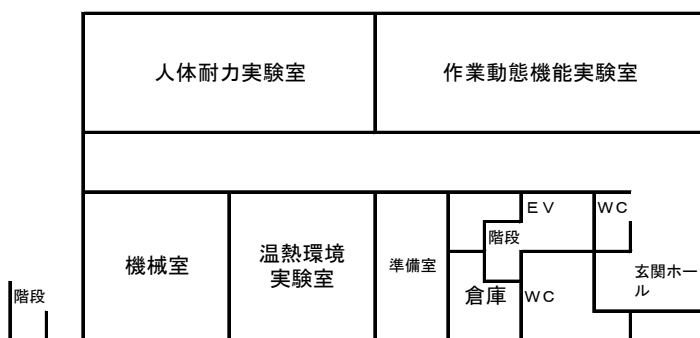 人体耐力実験室
作業動態機能実験室
機械室
温熱環境
実験室
準備室
階段
EV
WC
倉庫
WC
玄関ホー
ル
階段